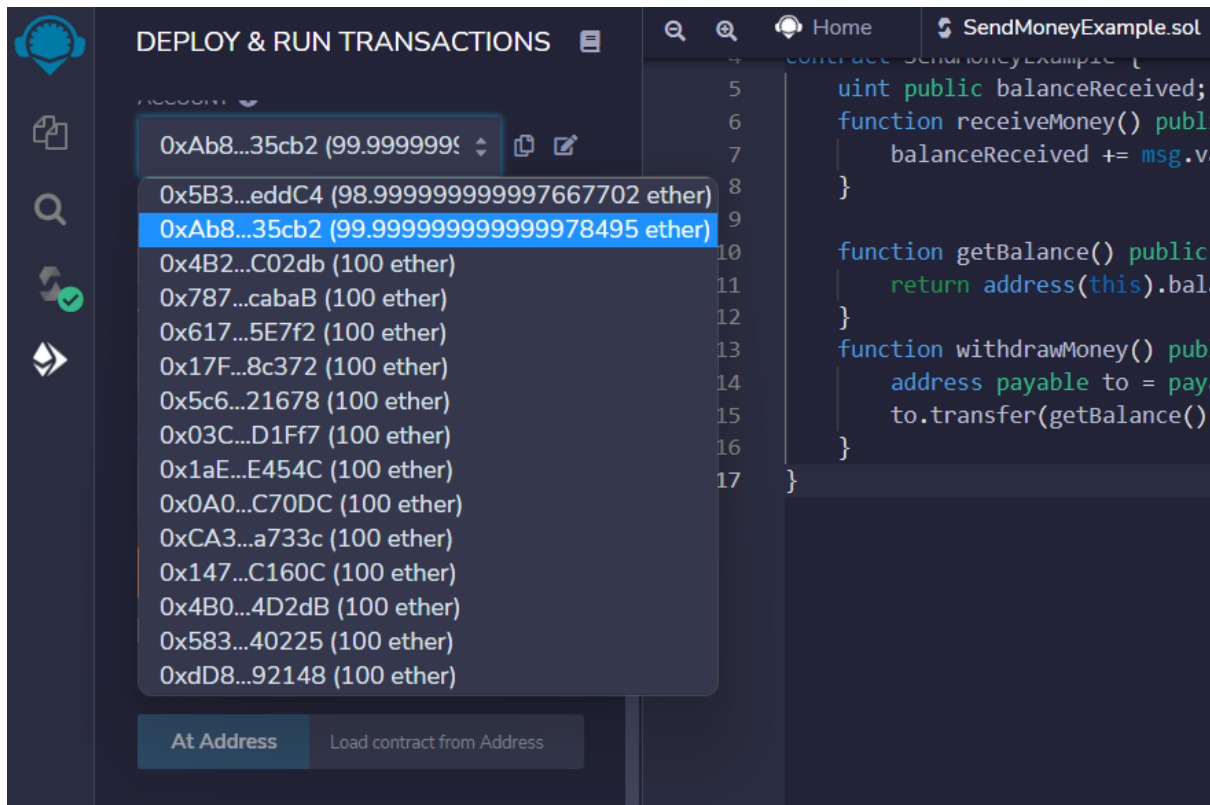 DEPLOY & RUN TRANSACTIONS
ACCOUNT
0xAb8...35cb2 (99.9999999
0x5B3...eddC4 (98.999999999997667702 ether)
0xAb8...35cb2 (99.999999999999978495 ether)
0x4B2...C02db (100 ether)
0x787...cabaB (100 ether)
0x617...5E7f2 (100 ether)
0x17F...8c372 (100 ether)
0x5c6...21678 (100 ether)
0x03C...D1Ff7 (100 ether)
0x1aE...E454C (100 ether)
0x0A0...C70DC (100 ether)
0xCA3...a733c (100 ether)
0x147...C160C (100 ether)
0x4B0...4D2dB (100 ether)
0x583...40225 (100 ether)
0xdD8...92148 (100 ether)
At Address
Load contract from Address
Home
SendMoneyExample.sol
4 contract SendMoneyExample {
5 uint public balanceReceived;
6 function receiveMoney() publ
7 balanceReceived += msg.va
8 }
9
10 function getBalance() public
11 return address(this).bala
12 }
13 function withdrawMoney() pub
14 address payable to = paya
15 to.transfer(getBalance()
16 }
17 }